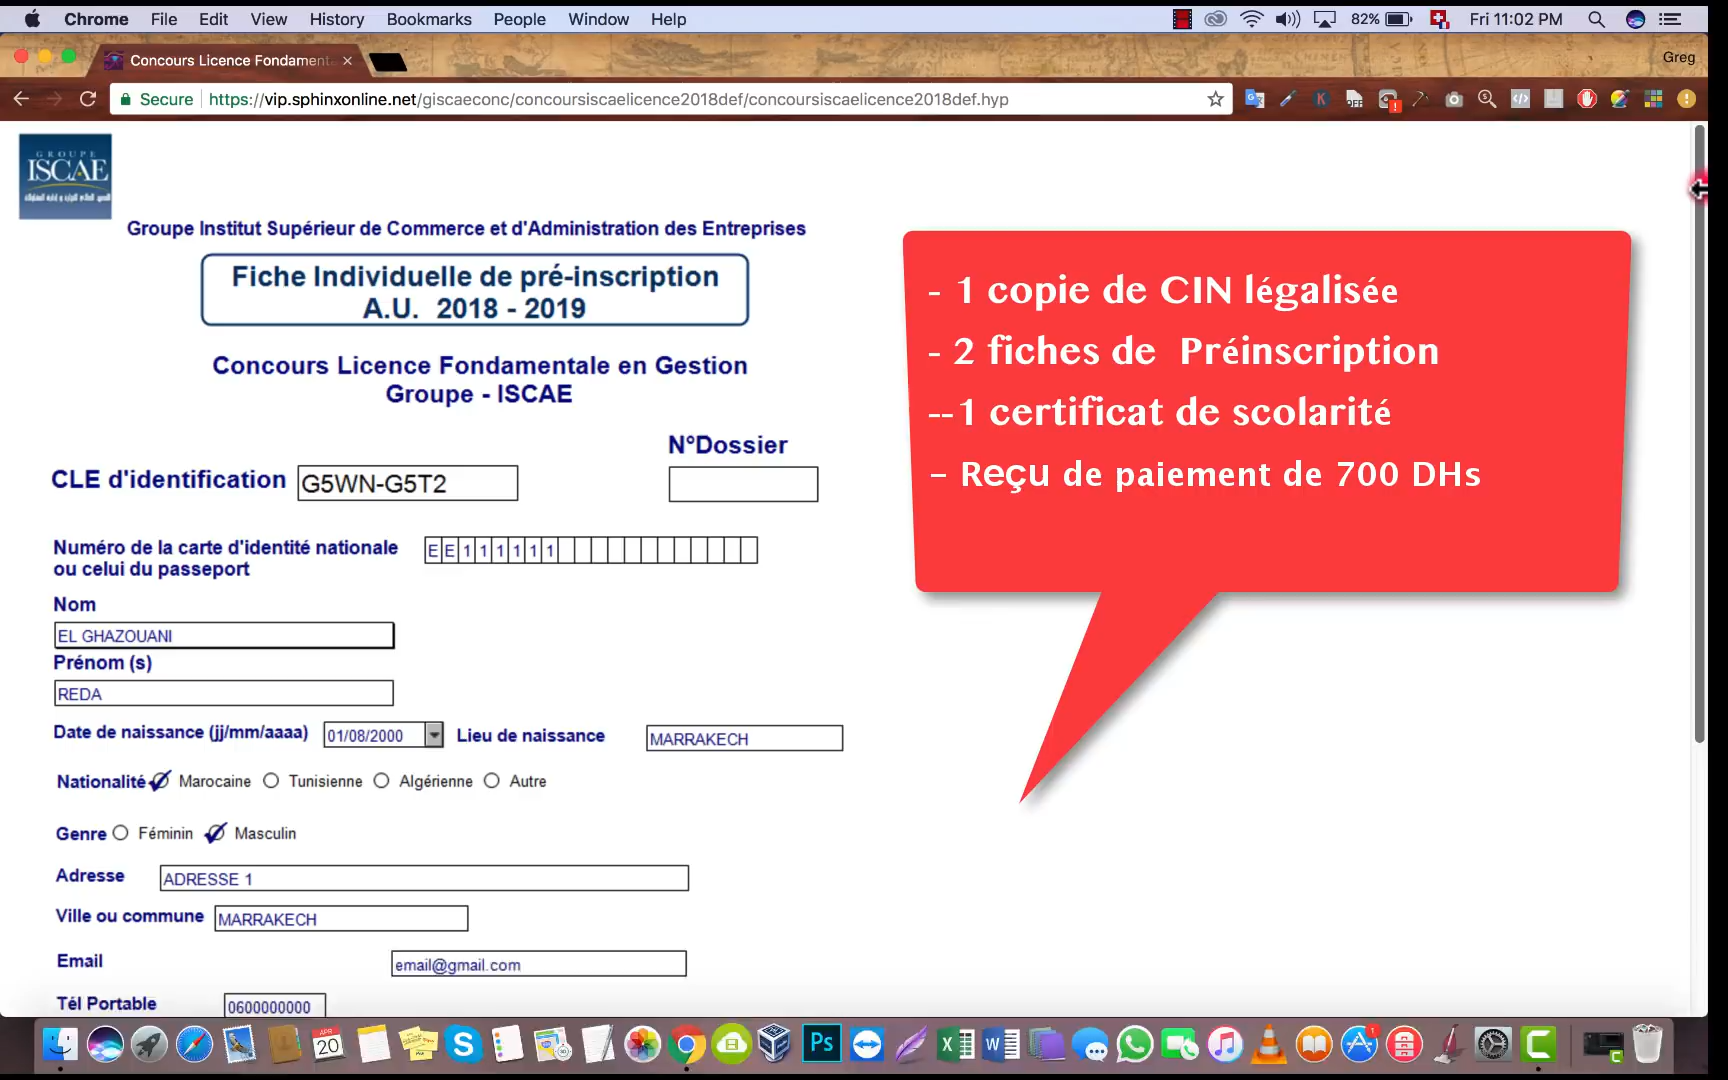 Chrome File Edit View History Bookmarks People Window Help 82% Fri 11:02 PM
Concours Licence Fondament
Greg
Secure https://vip.sphinxonline.net/giscaeconc/concoursiscaelicence2018def/concoursiscaelicence2018def.hyp
GROUPE
ISCAE
Groupe Institut Supérieur de Commerce et d'Administration des Entreprises
Fiche Individuelle de pré-inscription
A.U. 2018 - 2019
Concours Licence Fondamentale en Gestion
Groupe - ISCAE
N°Dossier
CLE d'identification G5WN-G5T2
Numéro de la carte d'identité nationale
ou celui du passeport
EE111111
Nom
EL GHAZOUANI
Prénom (s)
REDA
Date de naissance (jj/mm/aaaa) 01/08/2000 Lieu de naissance MARRAKECH
Nationalité Marocaine Tunisienne Algérienne Autre
Genre Féminin Masculin
Adresse ADRESSE 1
Ville ou commune MARRAKECH
Email email@gmail.com
Tél Portable 0600000000
- 1 copie de CIN légalisée
- 2 fiches de Préinscription
--1 certificat de scolarité
- Reçu de paiement de 700 DHs
APR
20
Ps